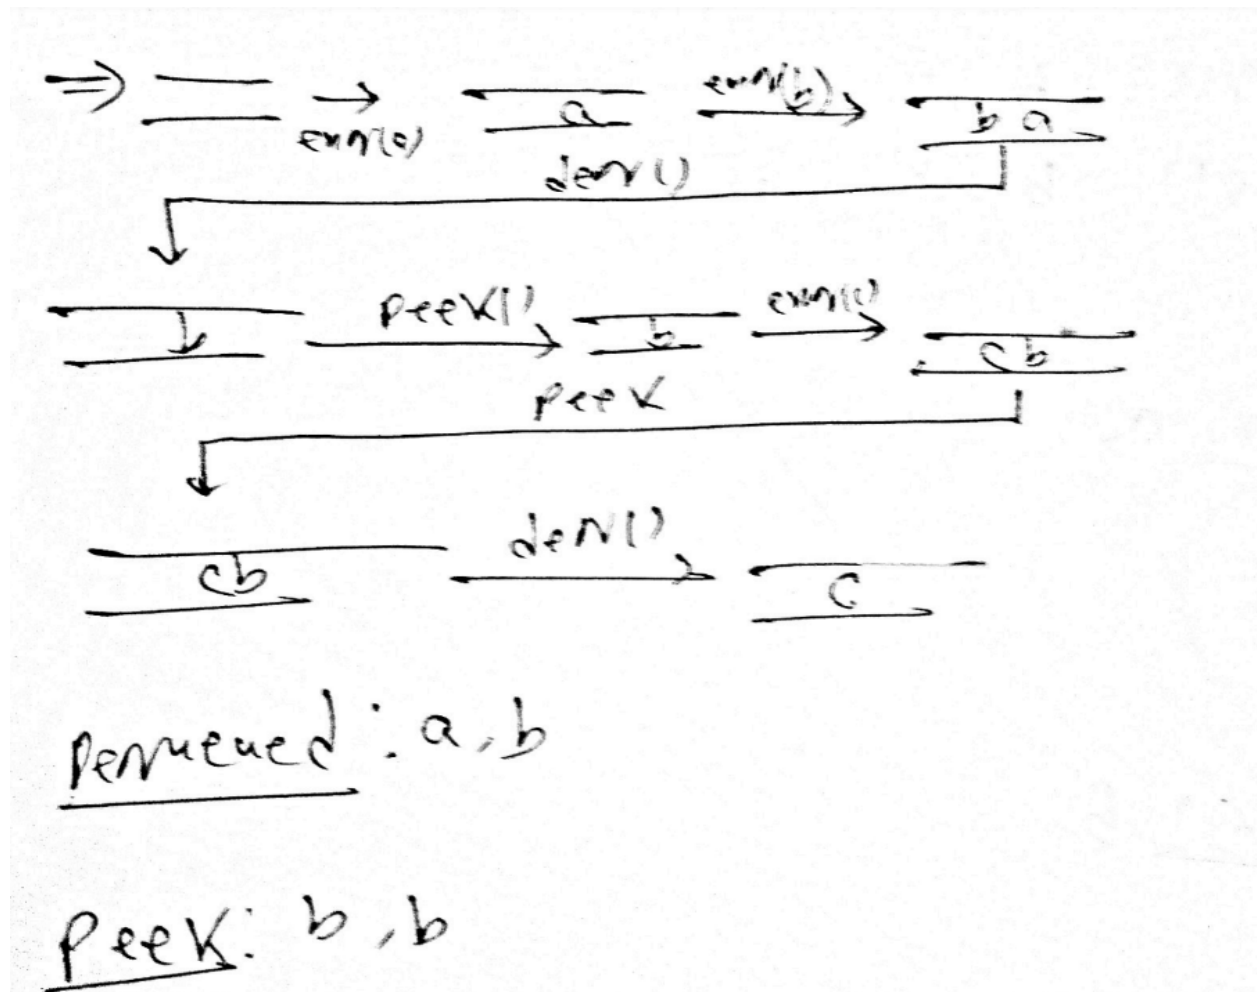 ⇒ → enq(a) a enq(b) b a
deq()
b peek() b enq(c) c b
peek
c b deq() c
Dequeued: a, b
peek: b, b